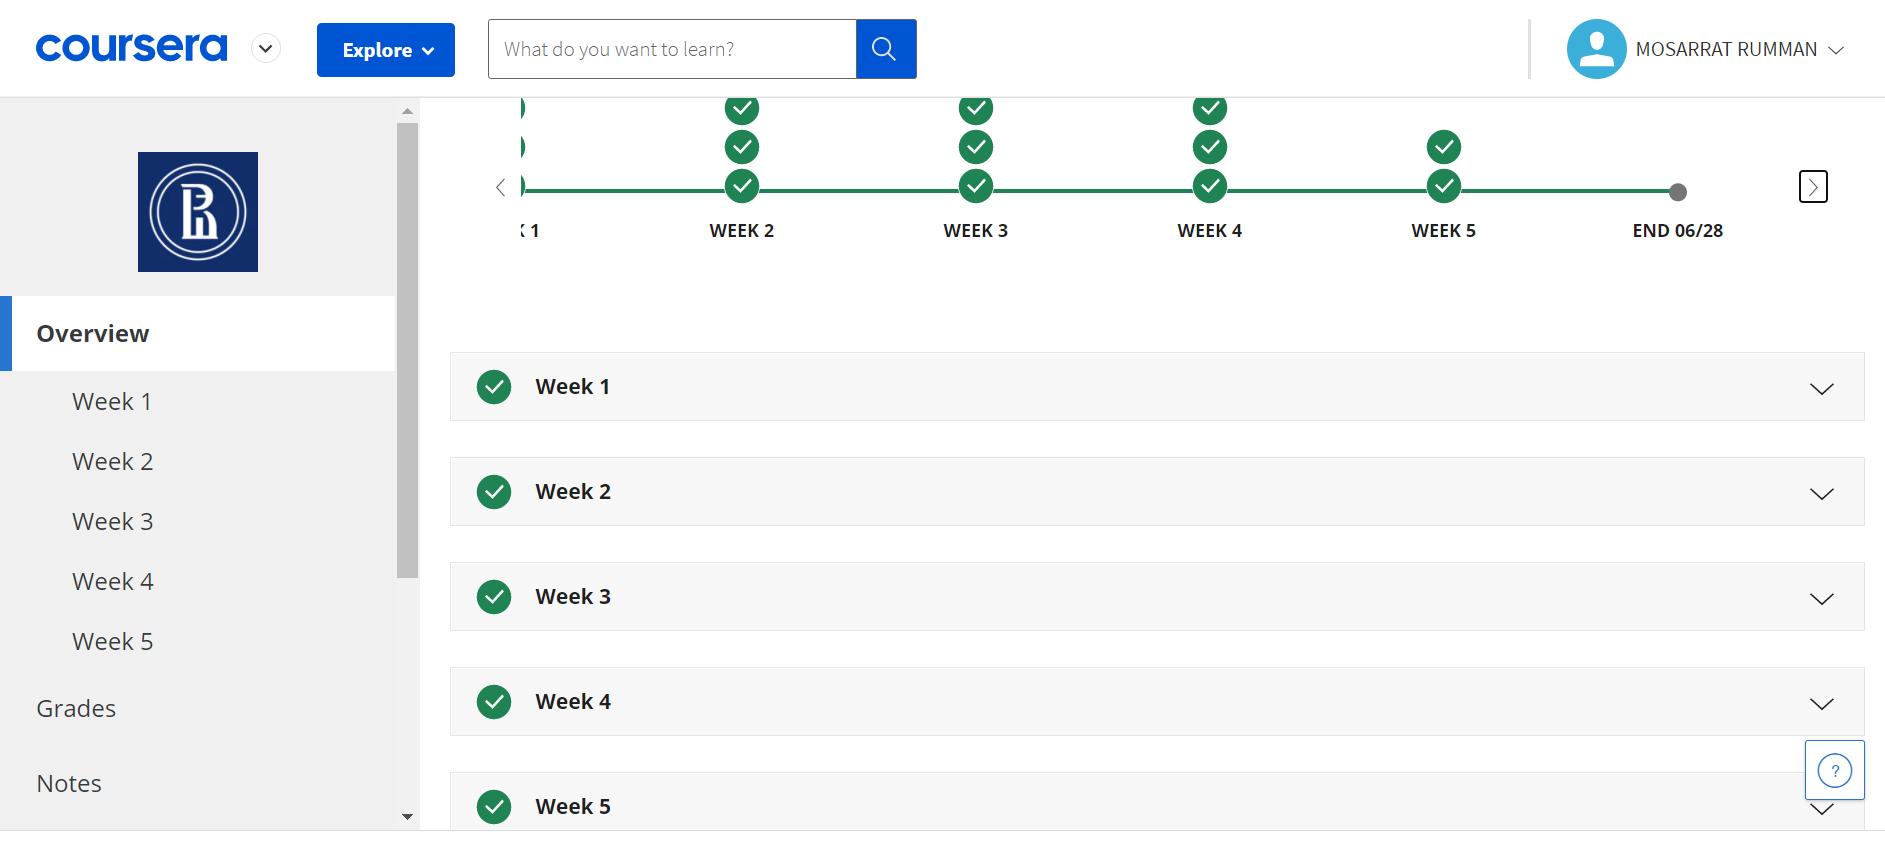 coursera
Explore
What do you want to learn?
MOSARRAT RUMMAN
1
WEEK 2
WEEK 3
WEEK 4
WEEK 5
END 06/28
Overview
Week 1
Week 2
Week 3
Week 4
Week 5
Grades
Notes
Week 1
Week 2
Week 3
Week 4
Week 5
?